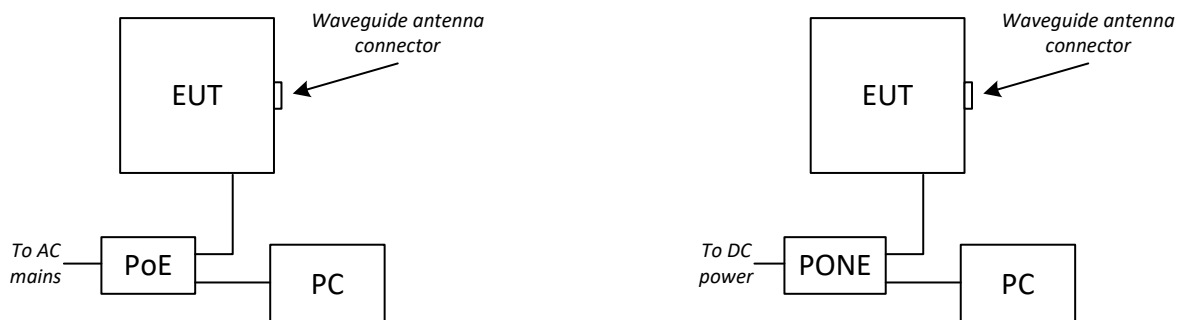 Waveguide antenna
connector
EUT
To AC
mains
PoE
PC
Waveguide antenna
connector
EUT
To DC
power
PONE
PC